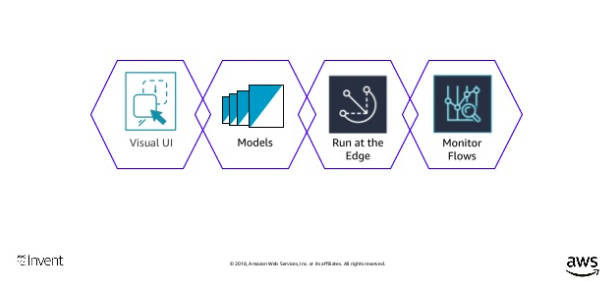 Visual UI
Models
Run at the
Edge
Monitor
Flows
AWS
re:Invent
© 2018, Amazon Web Services, Inc. or its affiliates. All rights reserved.
aws